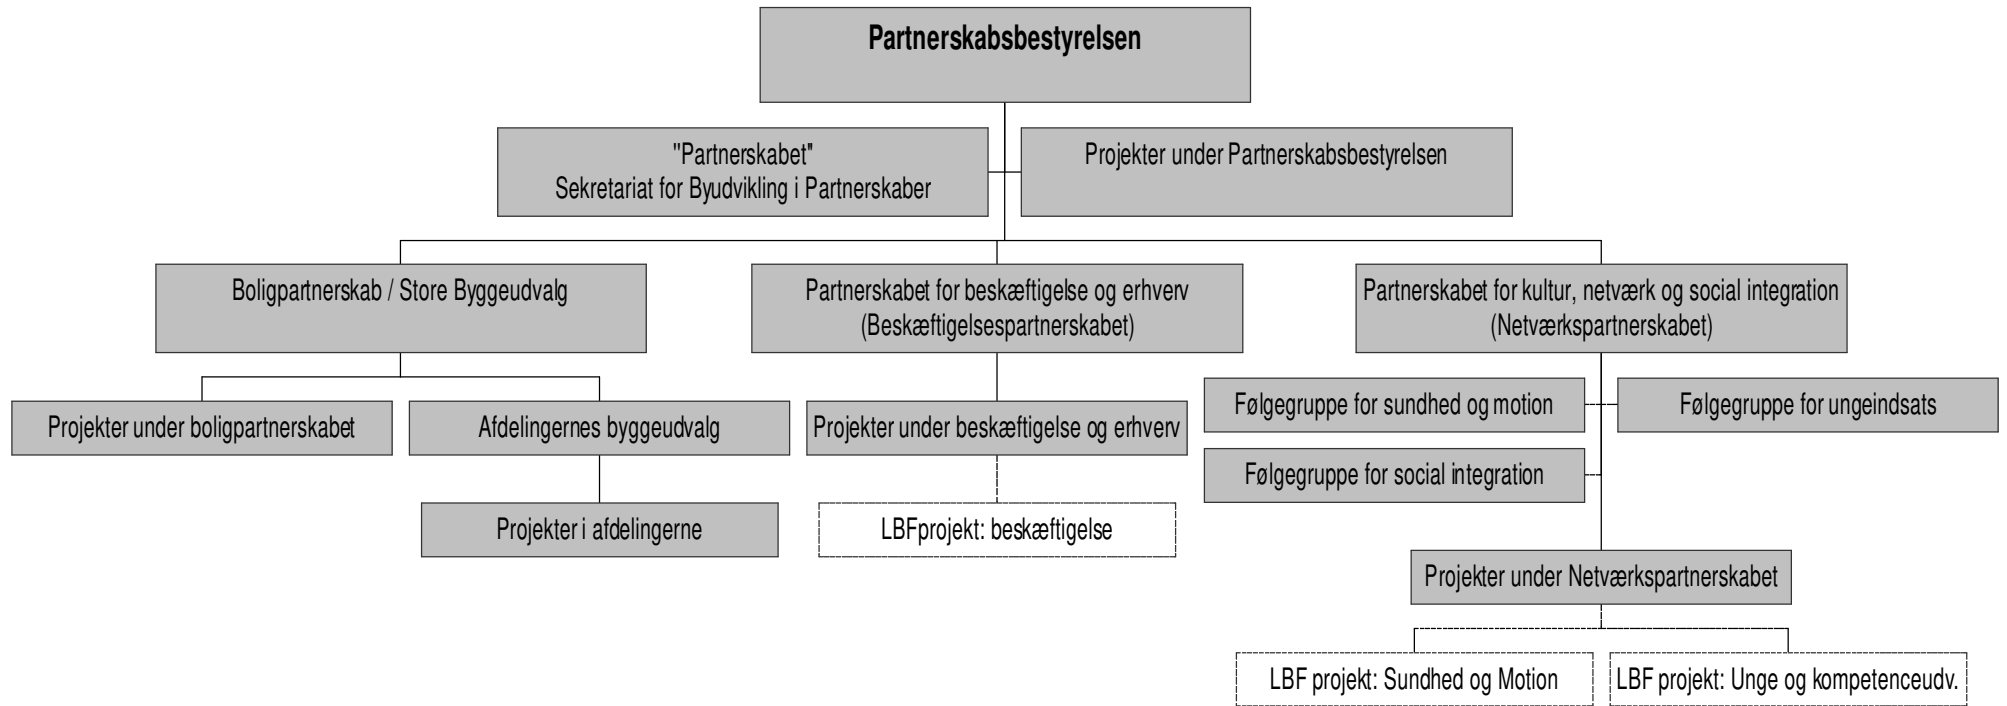 Partnerskabsbestyrelsen
"Partnerskabet"
Sekretariat for Byudvikling i Partnerskaber
Projekter under Partnerskabsbestyrelsen
Boligpartnerskab / Store Byggeudvalg
Partnerskabet for beskæftigelse og erhverv
(Beskæftigelsespartnerskabet)
Partnerskabet for kultur, netværk og social integration
(Netværkspartnerskabet)
Projekter under boligpartnerskabet
Afdelingernes byggeudvalg
Projekter under beskæftigelse og erhverv
Følgegruppe for sundhed og motion
Følgegruppe for ungeindsats
Følgegruppe for social integration
Projekter i afdelingerne
LBFprojekt: beskæftigelse
Projekter under Netværkspartnerskabet
LBF projekt: Sundhed og Motion
LBF projekt: Unge og kompetenceudv.